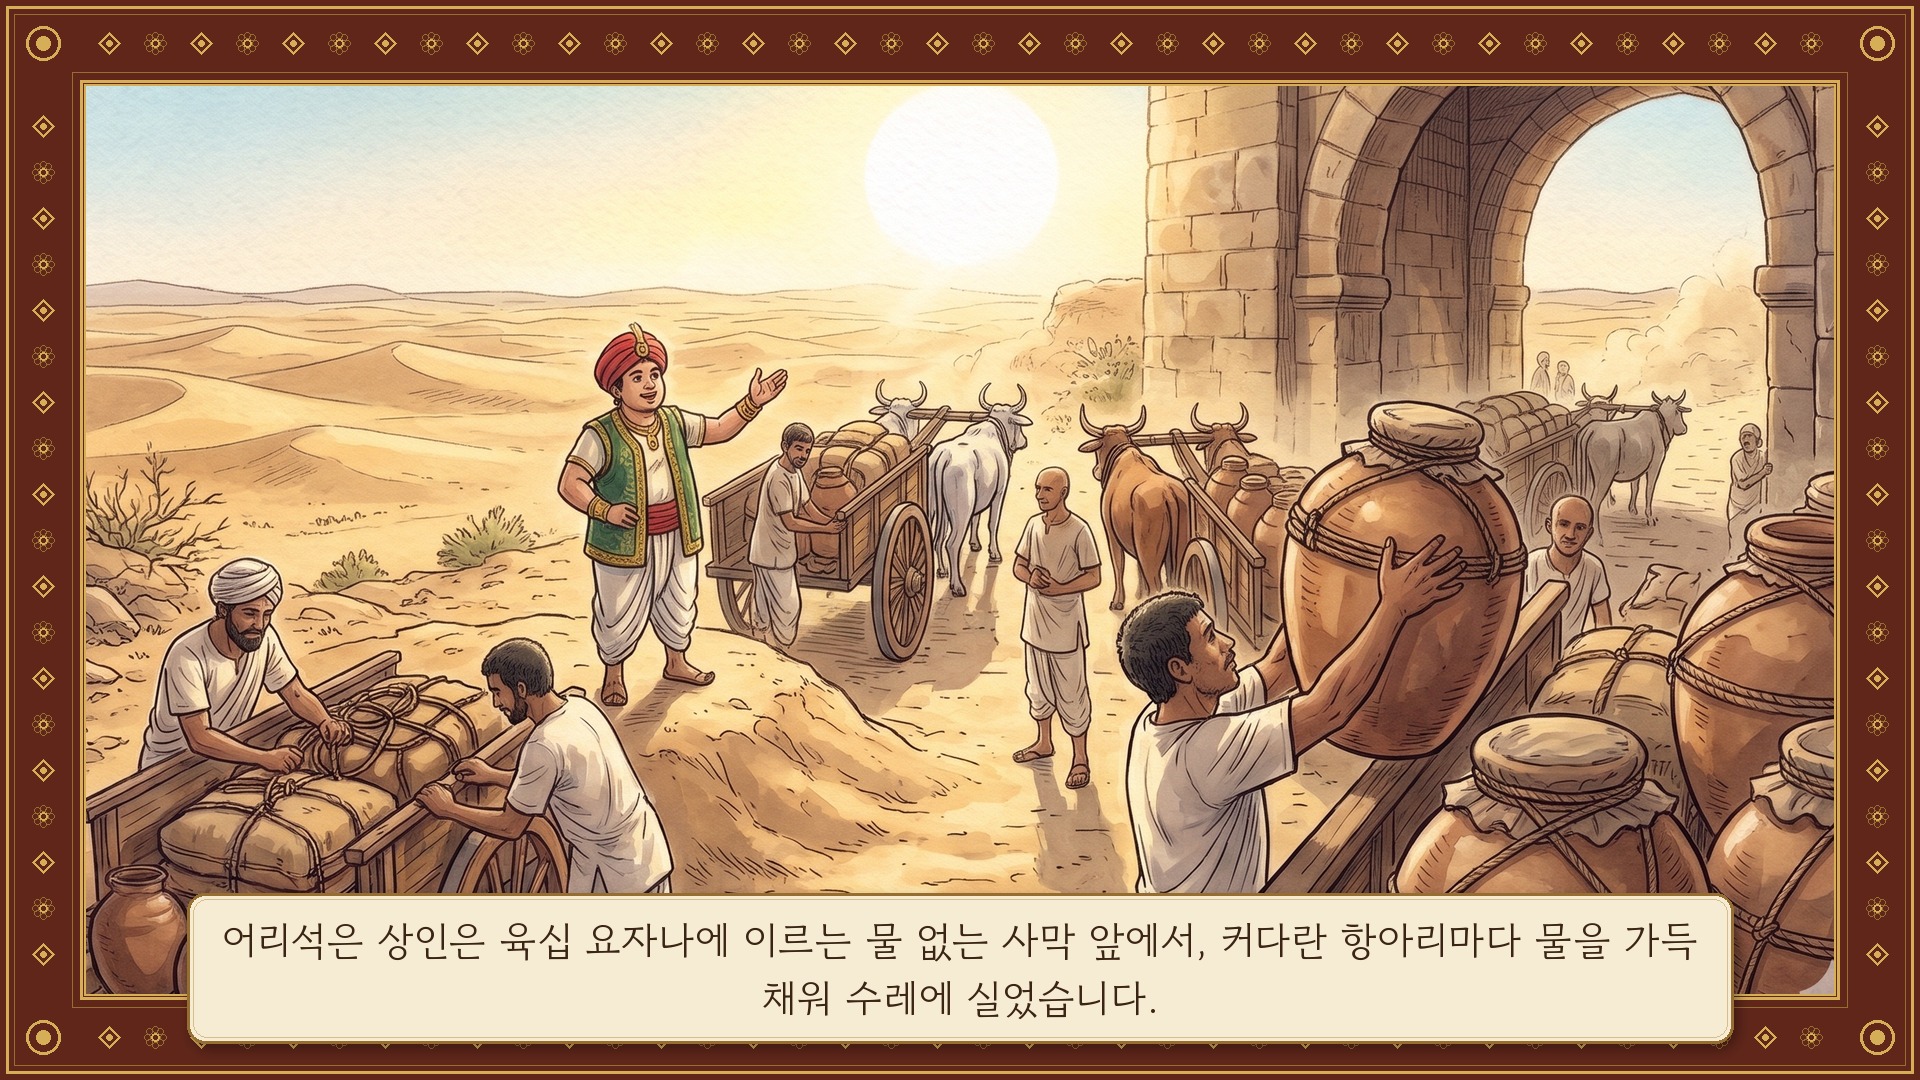 어리석은 상인은 육십 요자나에 이르는 물 없는 사막 앞에서, 커다란 항아리마다 물을 가득
채워 수레에 실었습니다.